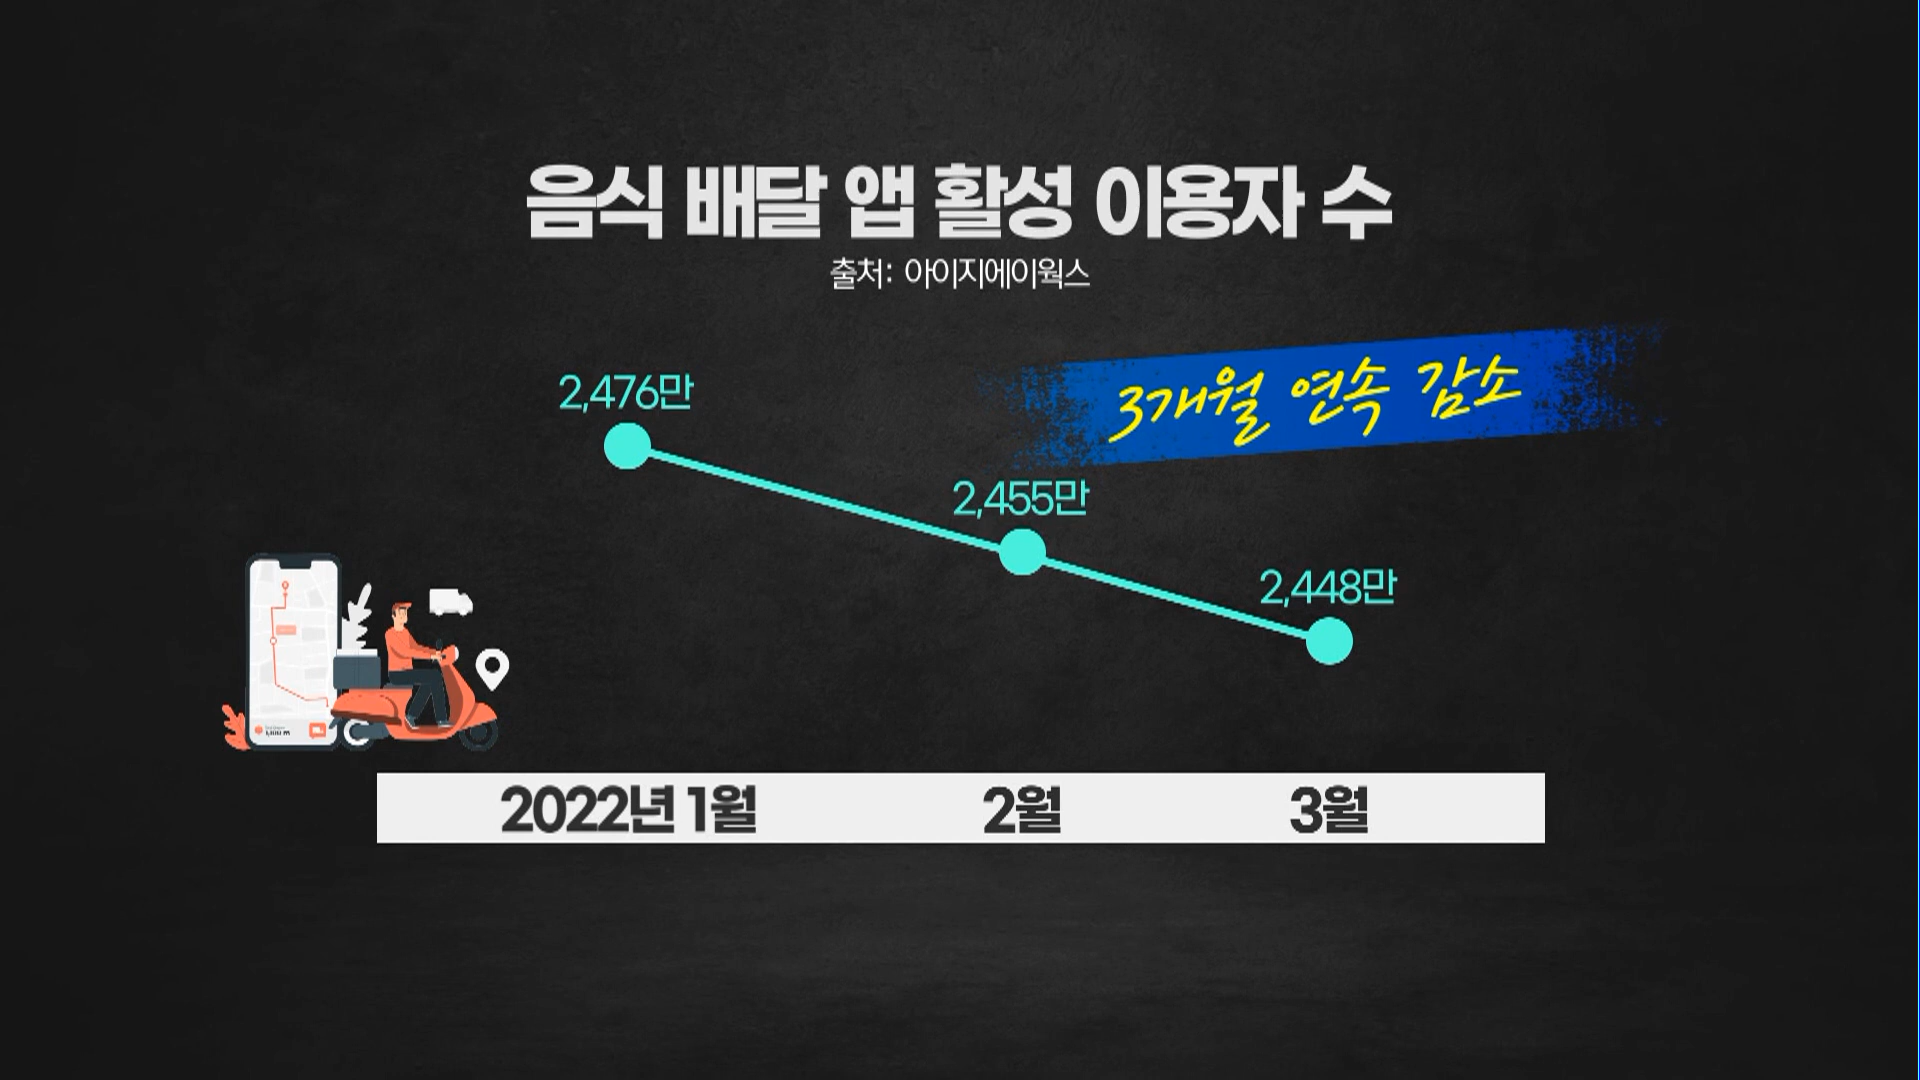 음식 배달 앱 활성 이용자 수
출처: 아이지에이웍스
3개월 연속 감소
2,476만
2,455만
2,448만
2022년 1월
2월
3월